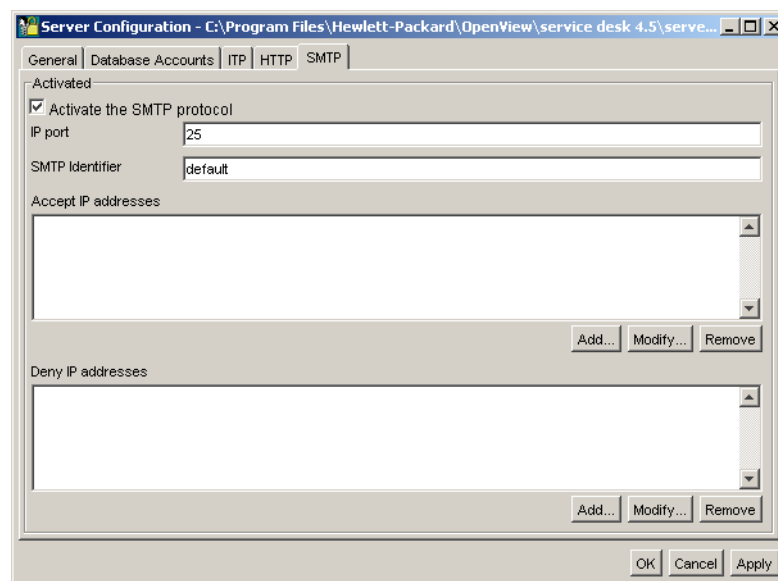 Server Configuration - C:\Program Files\Hewlett-Packard\OpenView\service desk 4.5\serve...
General Database Accounts ITP HTTP SMTP
Activated
Activate the SMTP protocol
IP port 25
SMTP Identifier default
Accept IP addresses
Add... Modify... Remove
Deny IP addresses
Add... Modify... Remove
OK Cancel Apply